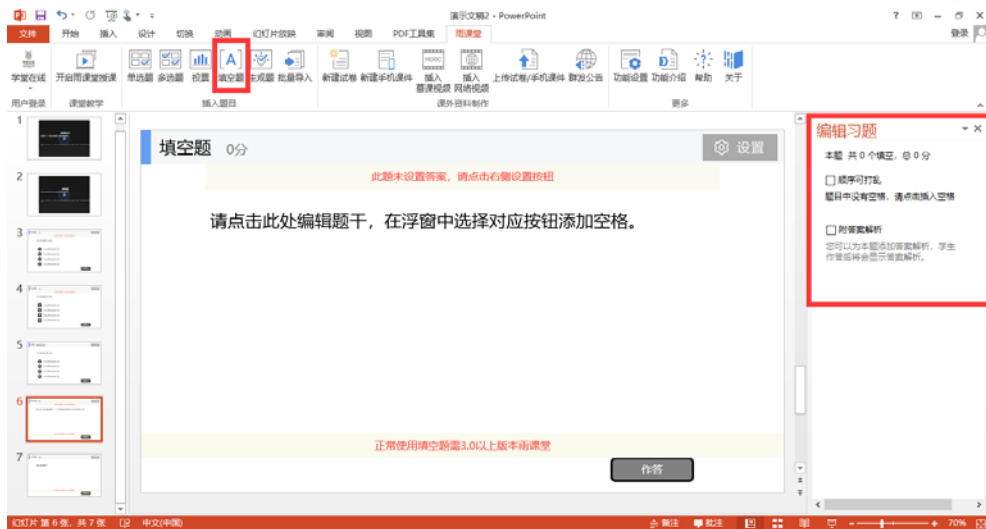 演示文稿2 - PowerPoint
文件 开始 插入 设计 切换 动画 幻灯片放映 审阅 视图 PDF工具集 雨课堂 登录
学堂在线 开启雨课堂授课 单选题 多选题 投票 填空题 主观题 批量导入 新建试卷 新建手机课件 插入 插入 上传试卷/手机课件 群发公告 功能设置 功能介绍 帮助 关于
慕课视频 网络视频
用户登录 课堂教学 插入题目 课外资料制作 更多
1
2
3
4
5
6
7
填空题 0分
设置
此题未设置答案，请点击右侧设置按钮
请点击此处编辑题干，在浮窗中选择对应按钮添加空格。
正常使用填空题需3.0以上版本雨课堂
作答
编辑习题
本题 共 0 个填空，总 0 分
顺序可打乱
题目中没有空格，请点击插入空格
附答案解析
您可以为本题添加答案解析，学生
作答后将会显示答案解析。
幻灯片 第 6 张，共 7 张 中文(中国) 备注 批注 70%